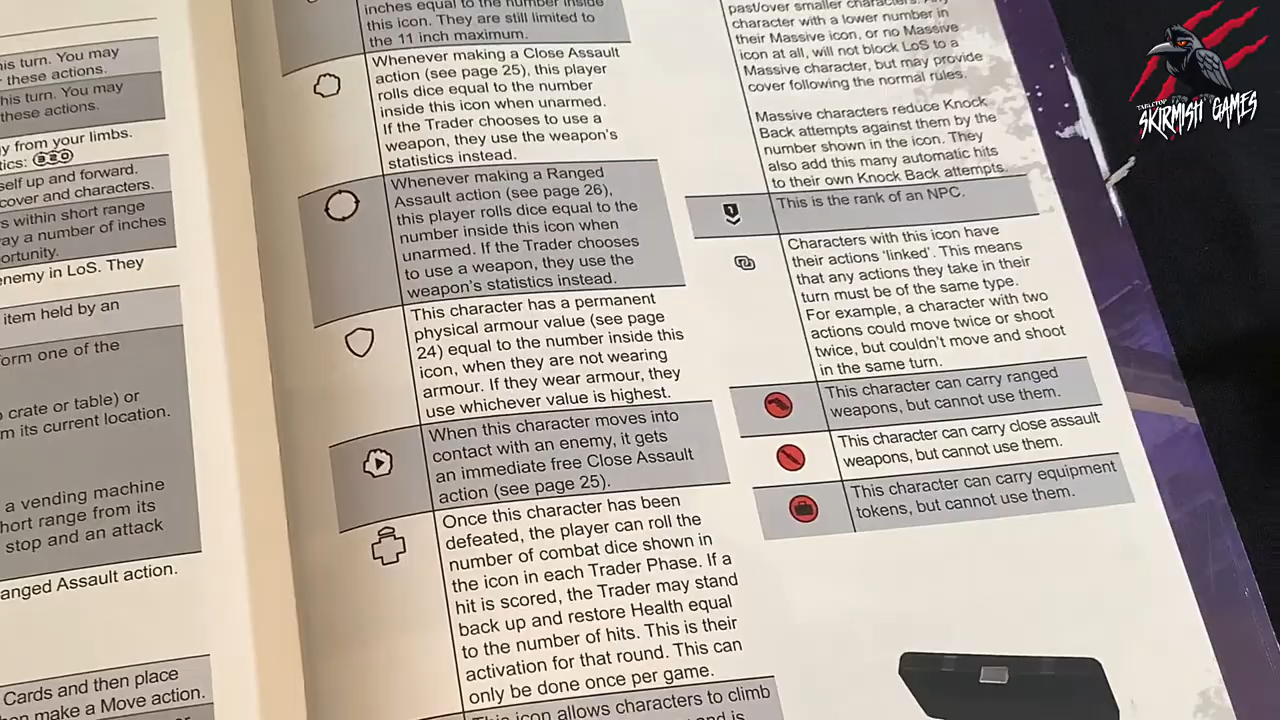 his turn. You may
these actions.
his turn. You may
these actions.
gy from your limbs.
tics: 3 2 0
self up and forward.
cover and characters.
s within short range
a number of inches
enemy in LoS. They
item held by an
orm one of the
crate or table) or
m its current location.
a vending machine
hort range from its
stop and an attack
anged Assault action.
Cards and then place
make a Move action.
inches equal to the number inside
this icon. They are still limited to
the 11 inch maximum.
Whenever making a Close Assault
action (see page 25), this player
rolls dice equal to the number
inside this icon when unarmed.
If the Trader chooses to use a
weapon, they use the weapon's
statistics instead.
Whenever making a Ranged
Assault action (see page 26),
this player rolls dice equal to the
number inside this icon when
unarmed. If the Trader chooses
to use a weapon, they use the
weapon's statistics instead.
This character has a permanent
physical armour value (see page
24) equal to the number inside this
icon, when they are not wearing
armour. If they wear armour, they
use whichever value is highest.
When this character moves into
contact with an enemy, it gets
an immediate free Close Assault
action (see page 25).
Once this character has been
defeated, the player can roll the
number of combat dice shown in
the icon in each Trader Phase. If a
hit is scored, the Trader may stand
back up and restore Health equal
to the number of hits. This is their
activation for that round. This can
only be done once per game.
This icon allows characters to climb
and is
past/over smaller characters. Any
character with a lower number in
their Massive icon, or no Massive
icon at all, will not block LoS to a
Massive character, but may provide
cover following the normal rules.
Massive characters reduce Knock
Back attempts against them by the
number shown in the icon. They
also add this many automatic hits
to their own Knock Back attempts.
1
This is the rank of an NPC.
Characters with this icon have
their actions 'linked'. This means
that any actions they take in their
turn must be of the same type.
For example, a character with two
actions could move twice or shoot
twice, but couldn't move and shoot
in the same turn.
This character can carry ranged
weapons, but cannot use them.
This character can carry close assault
weapons, but cannot use them.
This character can carry equipment
tokens, but cannot use them.
TABLETOP
SKIRMISH GAMES